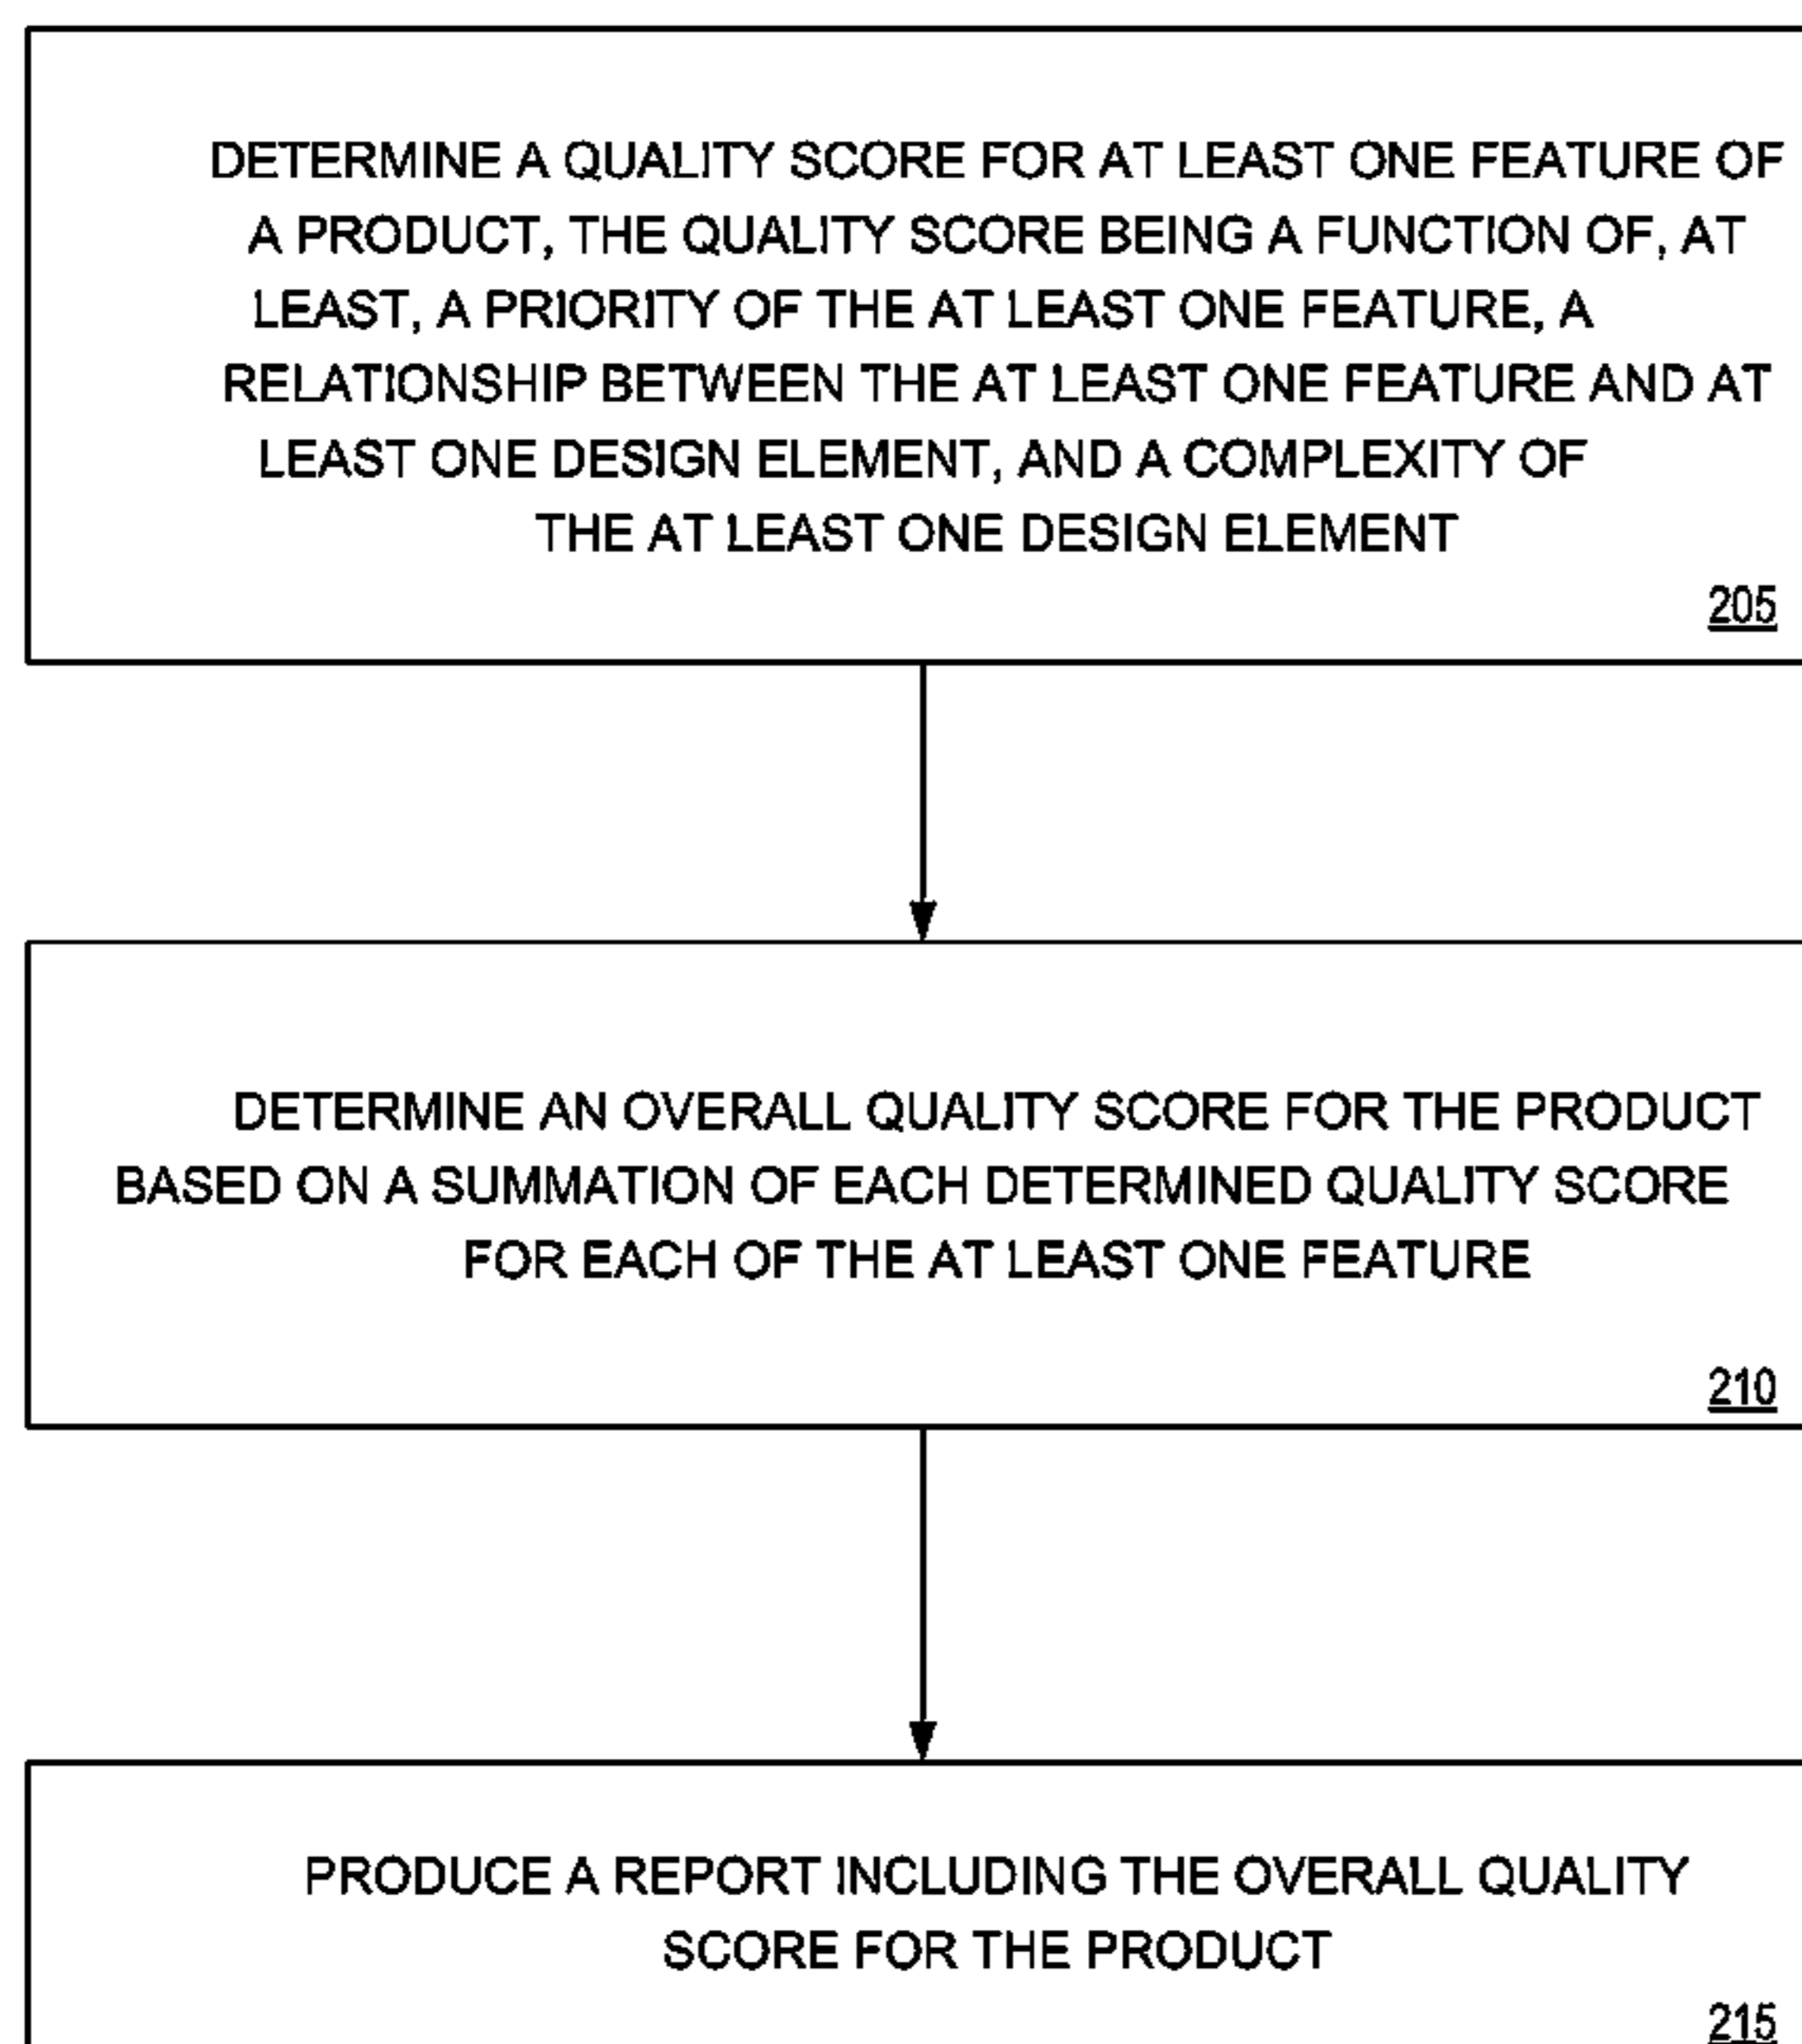 DETERMINE A QUALITY SCORE FOR AT LEAST ONE FEATURE OF
A PRODUCT, THE QUALITY SCORE BEING A FUNCTION OF, AT
LEAST, A PRIORITY OF THE AT LEAST ONE FEATURE, A
RELATIONSHIP BETWEEN THE AT LEAST ONE FEATURE AND AT
LEAST ONE DESIGN ELEMENT, AND A COMPLEXITY OF
THE AT LEAST ONE DESIGN ELEMENT
205
DETERMINE AN OVERALL QUALITY SCORE FOR THE PRODUCT
BASED ON A SUMMATION OF EACH DETERMINED QUALITY SCORE
FOR EACH OF THE AT LEAST ONE FEATURE
210
PRODUCE A REPORT INCLUDING THE OVERALL QUALITY
SCORE FOR THE PRODUCT
215